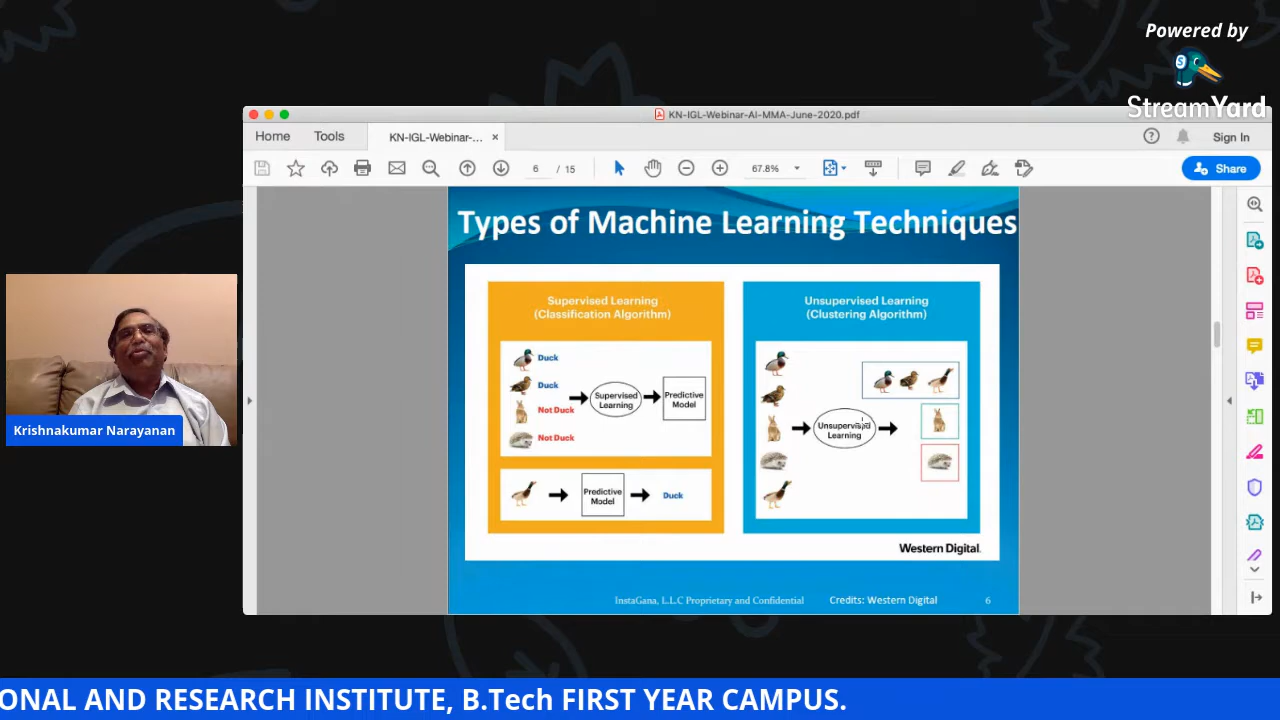 Powered by
StreamYard
KN-IGL-Webinar-AI-MMA-June-2020.pdf
Home
Tools
KN-IGL-Webinar-...
Sign In
6 / 15
67.8%
Share
Types of Machine Learning Techniques
Supervised Learning
(Classification Algorithm)
Duck
Duck
Not Duck
Not Duck
Supervised
Learning
Predictive
Model
Predictive
Model
Duck
Unsupervised Learning
(Clustering Algorithm)
Unsupervised
Learning
Western Digital.
InstaGana, L.L.C Proprietary and Confidential
Credits: Western Digital
6
Krishnakumar Narayanan
ONAL AND RESEARCH INSTITUTE, B.Tech FIRST YEAR CAMPUS.